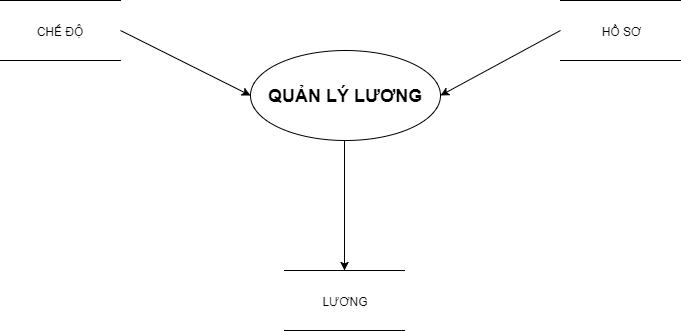 CHẾ ĐỘ
HỒ SƠ
QUẢN LÝ LƯƠNG
LƯƠNG